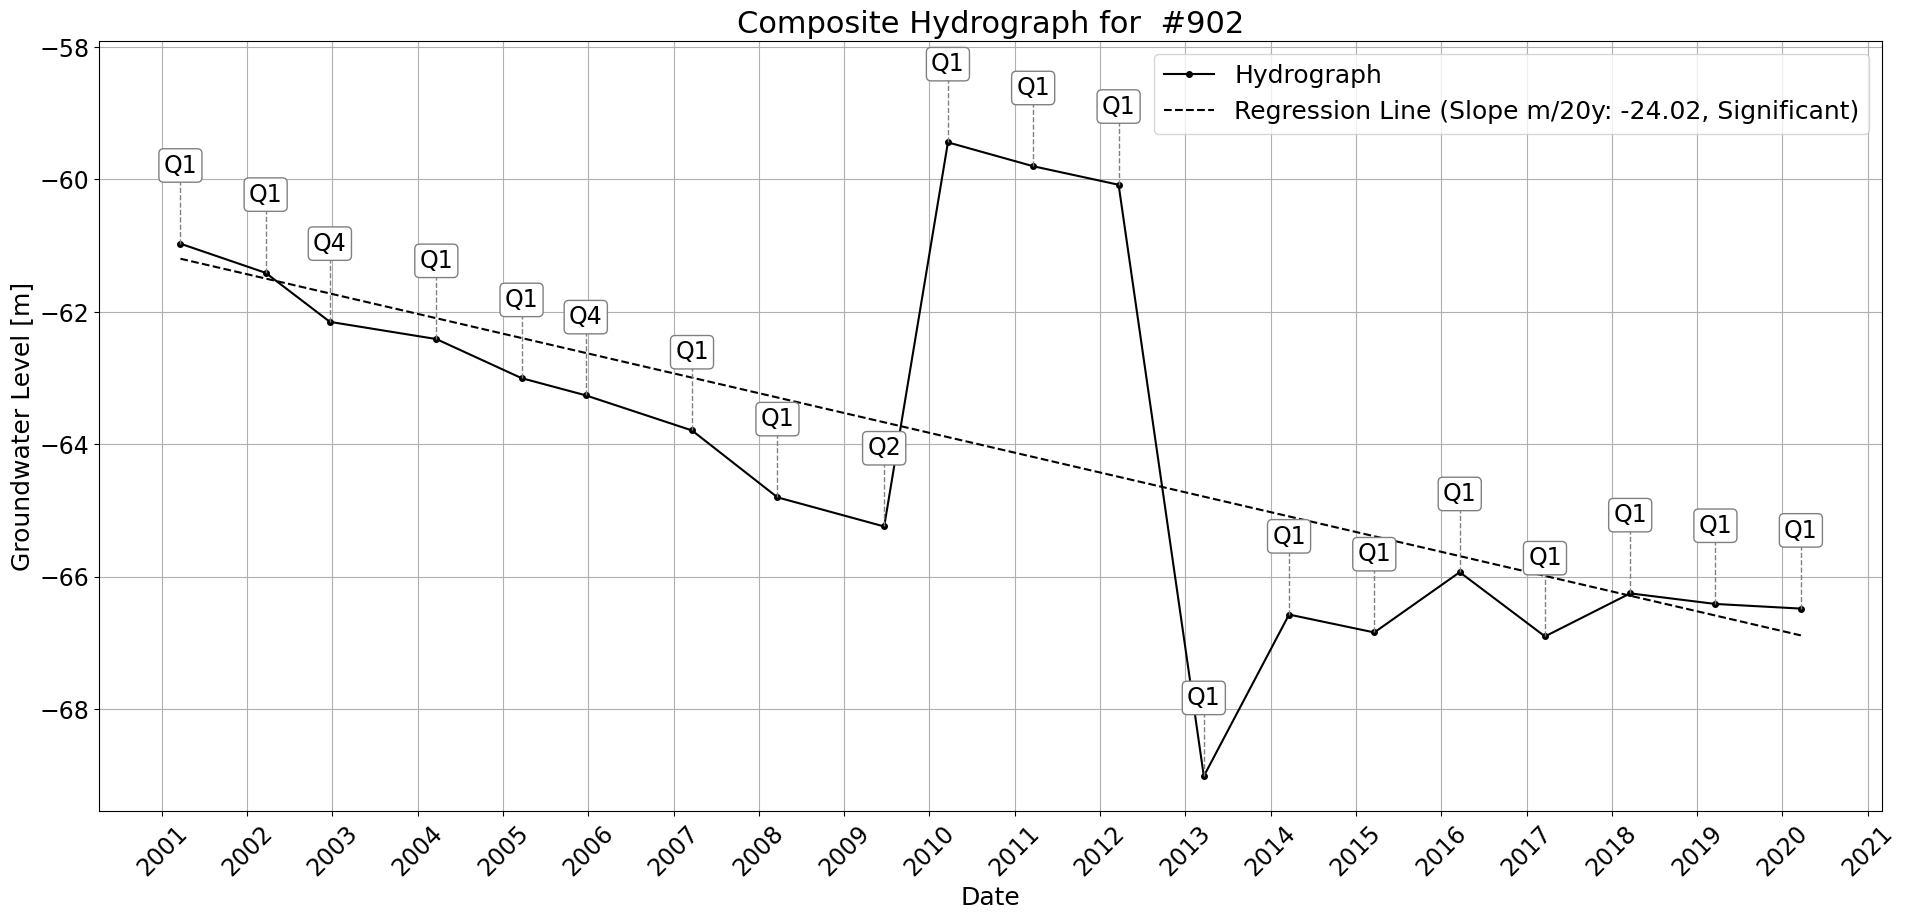 Composite Hydrograph for  #902
Hydrograph
Regression Line (Slope m/20y: -24.02, Significant)
Groundwater Level [m]
−58
−60
−62
−64
−66
−68
Q1
Q1
Q4
Q1
Q1
Q4
Q1
Q1
Q2
Q1
Q1
Q1
Q1
Q1
Q1
Q1
Q1
Q1
Q1
Q1
2001
2002
2003
2004
2005
2006
2007
2008
2009
2010
2011
2012
2013
2014
2015
2016
2017
2018
2019
2020
2021
Date